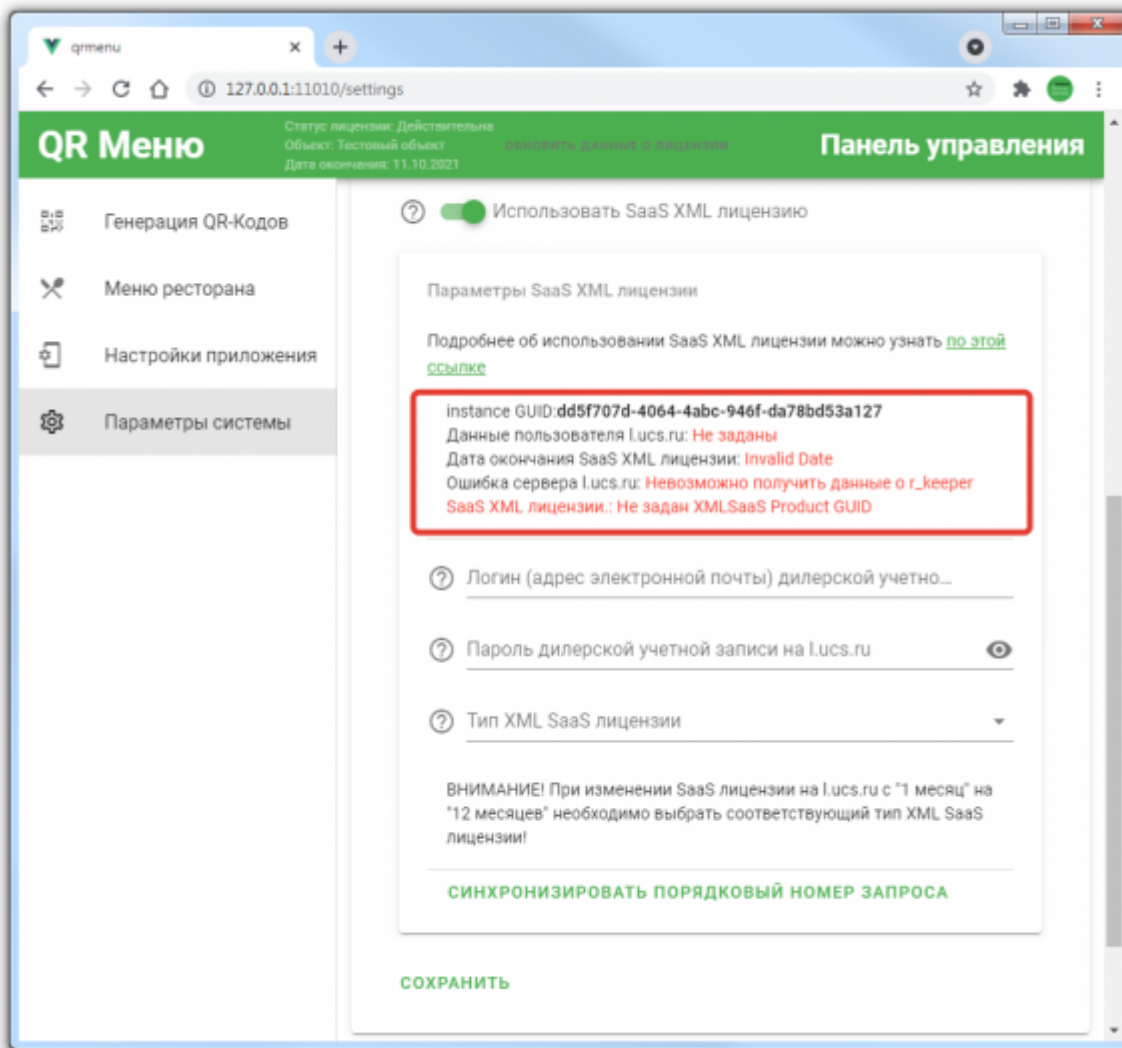 qrmenu
127.0.0.1:11010/settings
QR Меню
Статус лицензии: Действительна
Объект: Тестовый объект
Дата окончания: 11.10.2021
ОБНОВИТЬ ДАННЫЕ О ЛИЦЕНЗИИ
Панель управления
Генерация QR-Кодов
Меню ресторана
Настройки приложения
Параметры системы
Использовать SaaS XML лицензию
Параметры SaaS XML лицензии
Подробнее об использовании SaaS XML лицензии можно узнать по этой
ссылке
instance GUID:dd5f707d-4064-4abc-946f-da78bd53a127
Данные пользователя l.ucs.ru: Не заданы
Дата окончания SaaS XML лицензии: Invalid Date
Ошибка сервера l.ucs.ru: Невозможно получить данные о r_keeper
SaaS XML лицензии.: Не задан XMLSaaS Product GUID
Логин (адрес электронной почты) дилерской учетно...
Пароль дилерской учетной записи на l.ucs.ru
Тип XML SaaS лицензии
ВНИМАНИЕ! При изменении SaaS лицензии на l.ucs.ru с "1 месяц" на
"12 месяцев" необходимо выбрать соответствующий тип XML SaaS
лицензии!
СИНХРОНИЗИРОВАТЬ ПОРЯДКОВЫЙ НОМЕР ЗАПРОСА
СОХРАНИТЬ